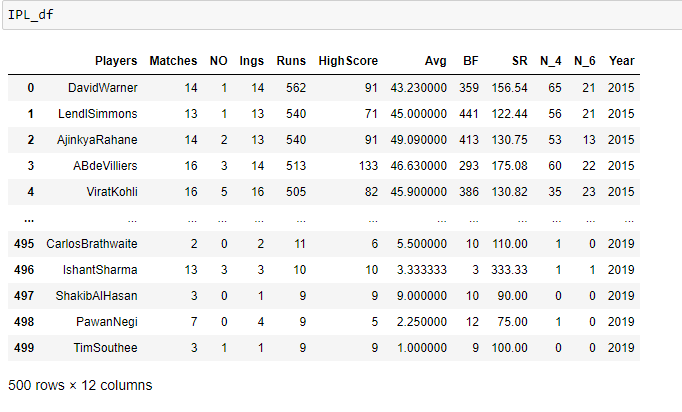 IPL_df
Players Matches NO Ings Runs HighScore Avg BF SR N_4 N_6 Year
0 DavidWarner 14 1 14 562 91 43.230000 359 156.54 65 21 2015
1 LendlSimmons 13 1 13 540 71 45.000000 441 122.44 56 21 2015
2 AjinkyaRahane 14 2 13 540 91 49.090000 413 130.75 53 13 2015
3 ABdeVilliers 16 3 14 513 133 46.630000 293 175.08 60 22 2015
4 ViratKohli 16 5 16 505 82 45.900000 386 130.82 35 23 2015
... ... ... ... ... ... ... ... ... ... ... ... ...
495 CarlosBrathwaite 2 0 2 11 6 5.500000 10 110.00 1 0 2019
496 IshantSharma 13 3 3 10 10 3.333333 3 333.33 1 1 2019
497 ShakibAlHasan 3 0 1 9 9 9.000000 10 90.00 0 0 2019
498 PawanNegi 7 0 4 9 5 2.250000 12 75.00 1 0 2019
499 TimSouthee 3 1 1 9 9 1.000000 9 100.00 0 0 2019
500 rows × 12 columns